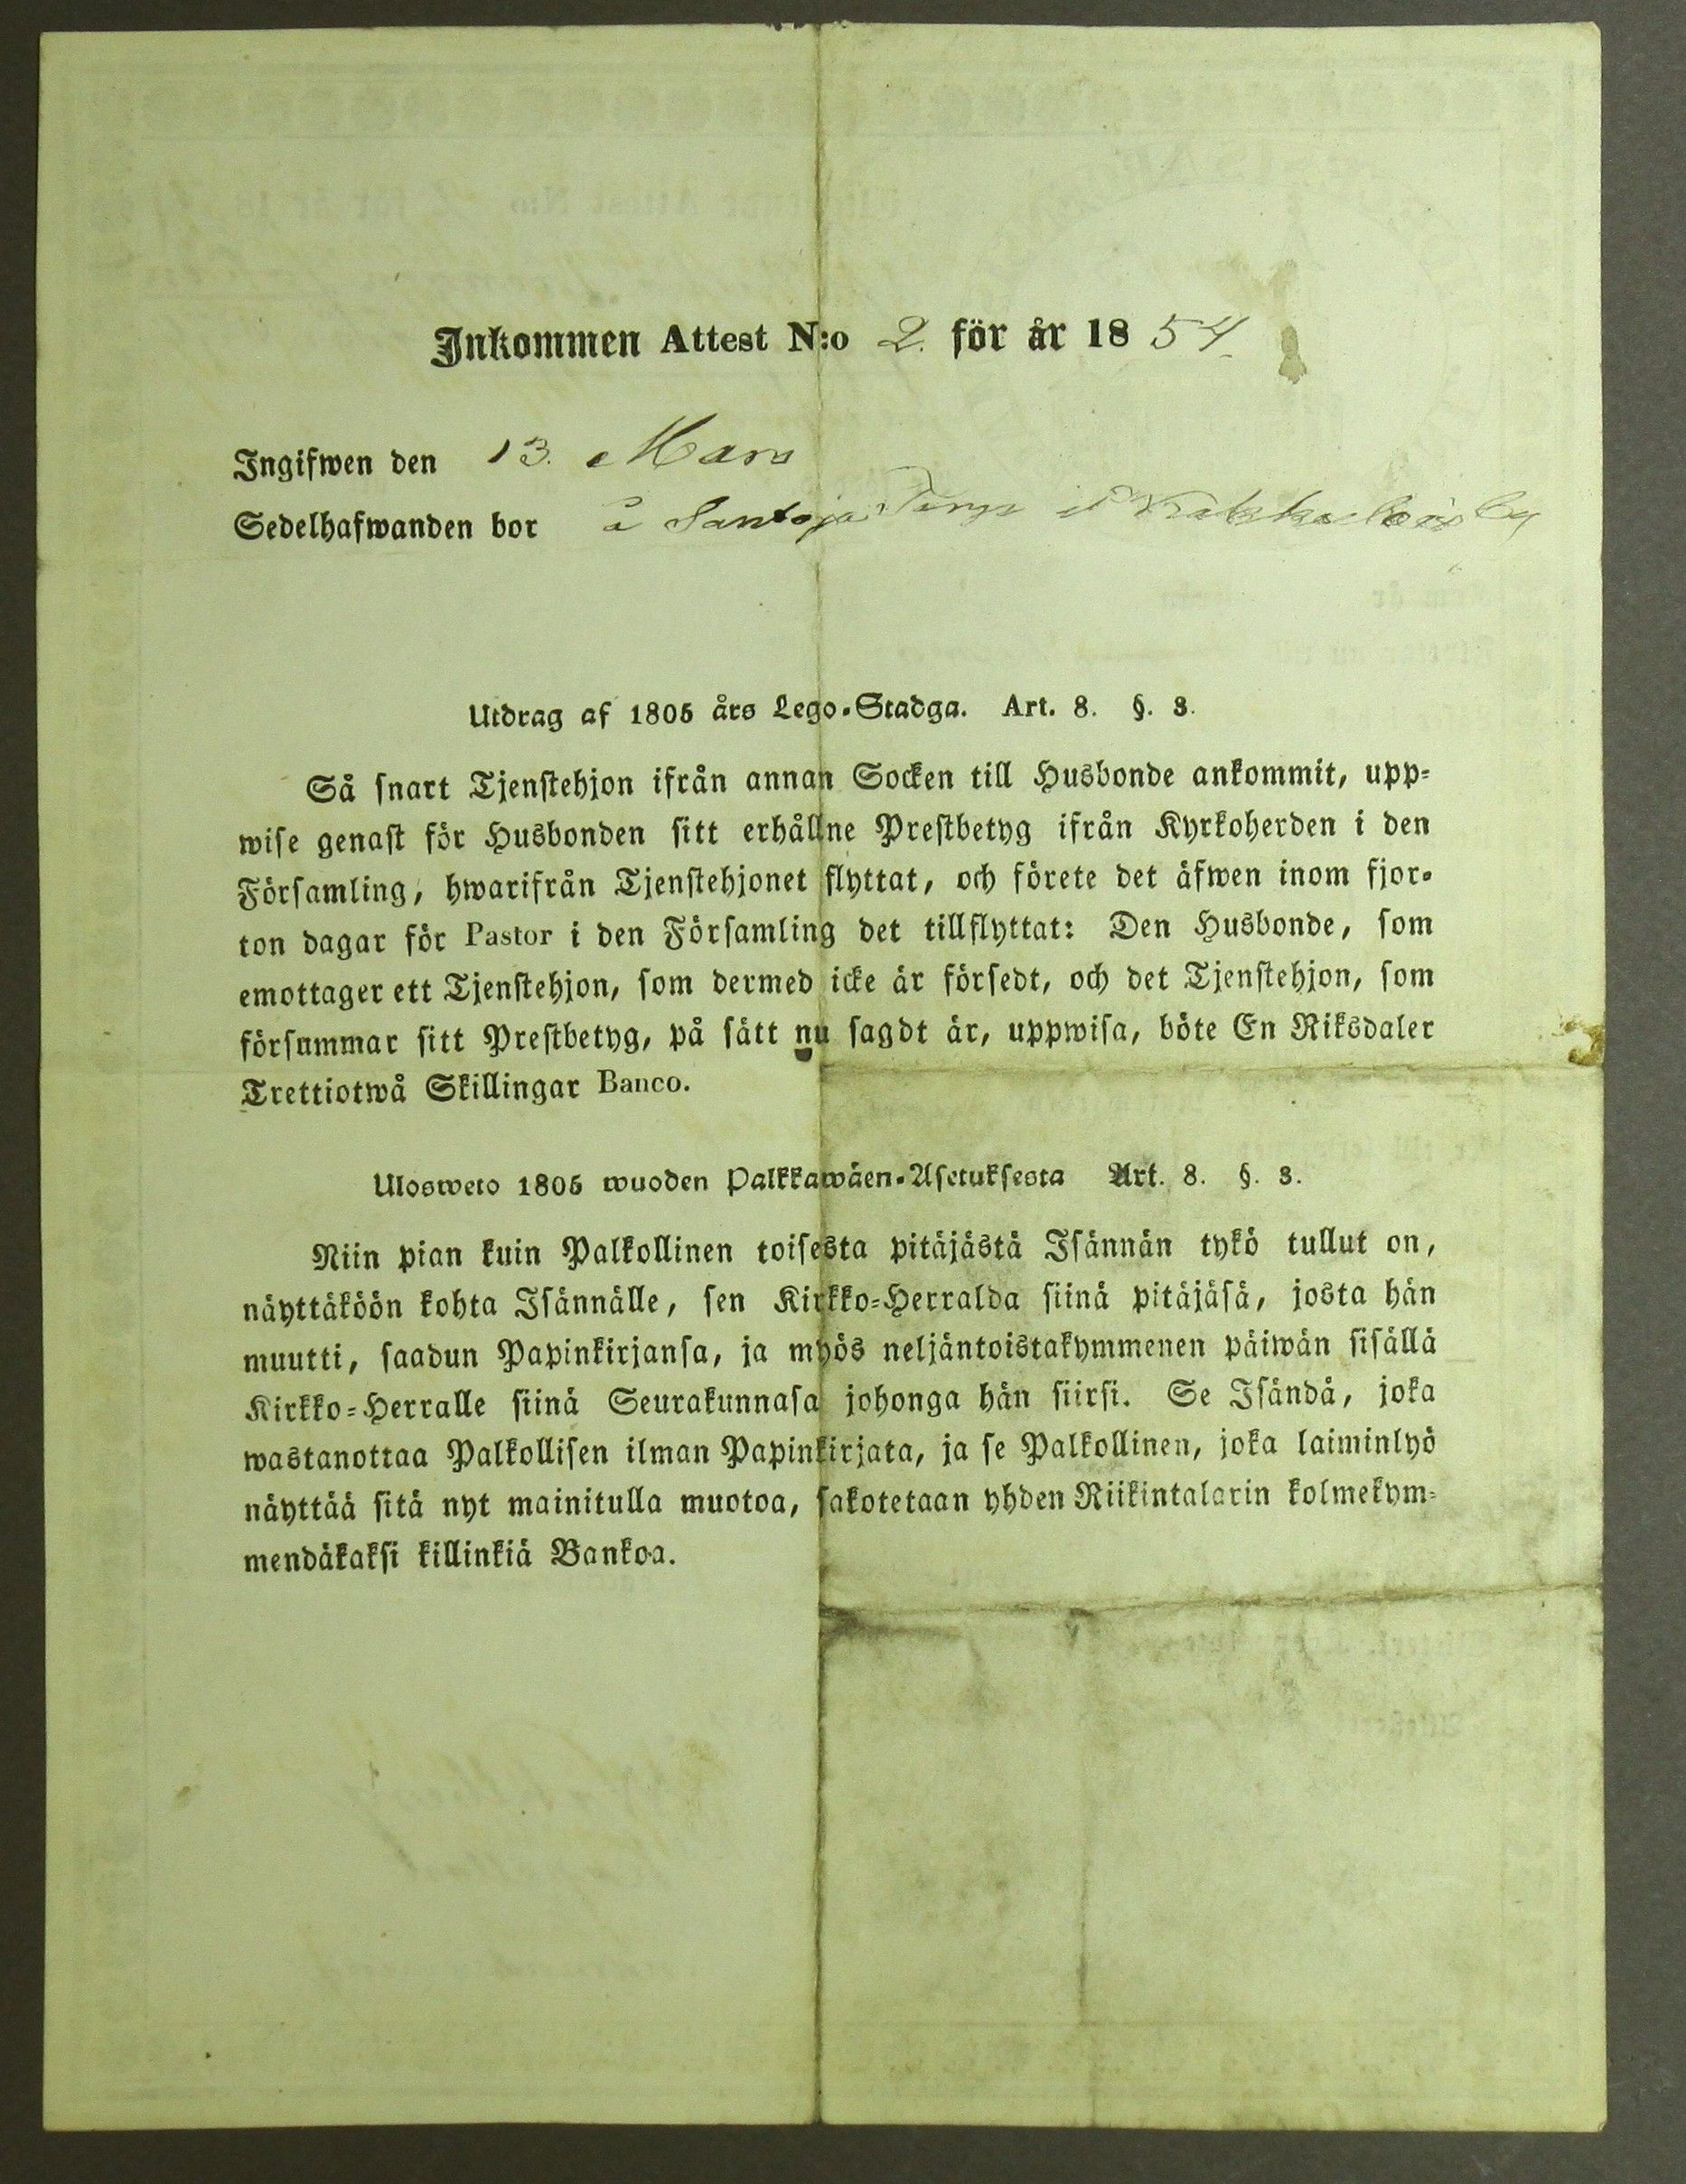 Inkommen Attest N:o 2. för år 1854
Ingifwen den 13. Mars
Sedelhafwanden bor å Santoja Torp i
Utdrag af 1805 års Lego-Stadga. Art. 8. §. 3.
Så snart Tjenstehjon ifrån annan Socken till Husbonde ankommit, upp-
wise genast för Husbonden sitt erhållne Prestbetyg ifrån Kyrkoherden i den
Församling, hwarifrån Tjenstehjonet flyttat, och förete det äfwen inom fjor-
ton dagar för Pastor i den Församling det tillflyttat: Den Husbonde, som
emottager ett Tjenstehjon, som dermed icke är försedt, och det Tjenstehjon, som
försummar sitt Prestbetyg, på sätt nu sagdt är, uppwisa, böte En Riksdaler
Trettiotwå Skillingar Banco.
Ulosweto 1805 wuoden Palkkawäen-Asetuksesta Art. 8. §. 3.
Niin pian kuin Palkollinen toisesta pitäjästä Isännän tykö tullut on,
näyttäköön kohta Isännälle, sen Kirkko-Herralda siinä pitäjäsä, josta hän
muutti, saadun Papinkirjansa, ja myös neljäntoistakymmenen päiwän sisällä
Kirkko-Herralle siinä Seurakunnasa johonga hän siirsi. Se Isändä, joka
wastanottaa Palkollisen ilman Papinkirjata, ja se Palkollinen, joka laiminlyö
näyttää sitä nyt mainitulla muotoa, sakotetaan yhden Riikintalarin kolmekym-
mendäkaksi killinkiä Bankoa.